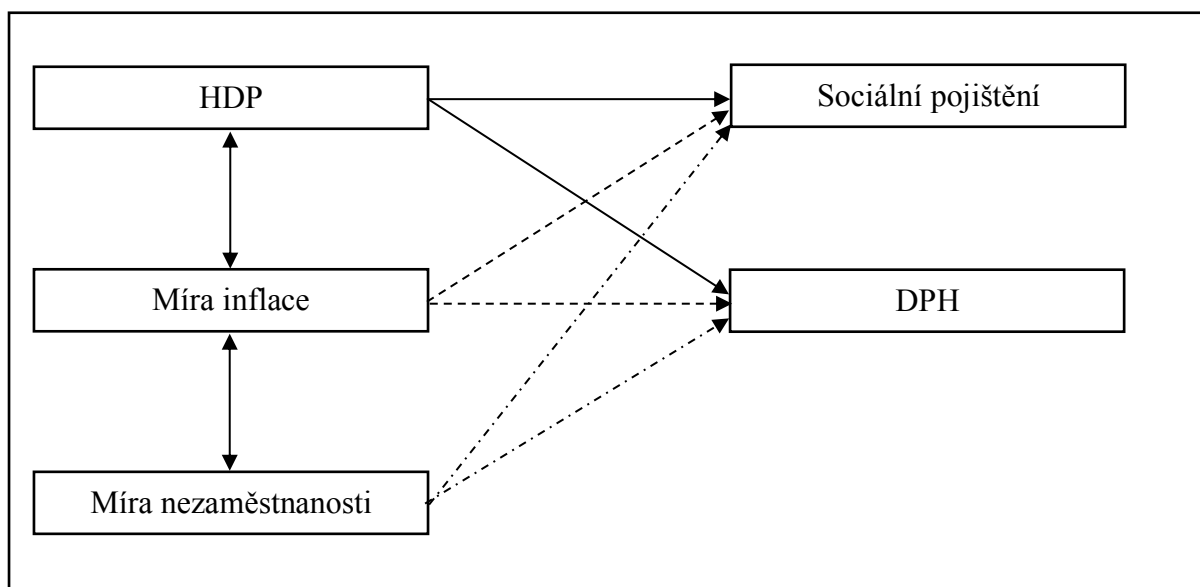 HDP
Sociální pojištění
Míra inflace
DPH
Míra nezaměstnanosti